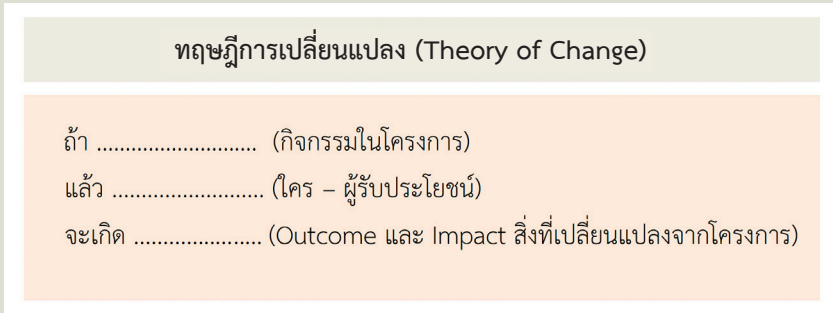 ทฤษฎีการเปลี่ยนแปลง (Theory of Change)
ถ้า ............................ (กิจกรรมในโครงการ)
แล้ว ........................... (ใคร – ผู้รับประโยชน์)
จะเกิด ....................... (Outcome และ Impact สิ่งที่เปลี่ยนแปลงจากโครงการ)